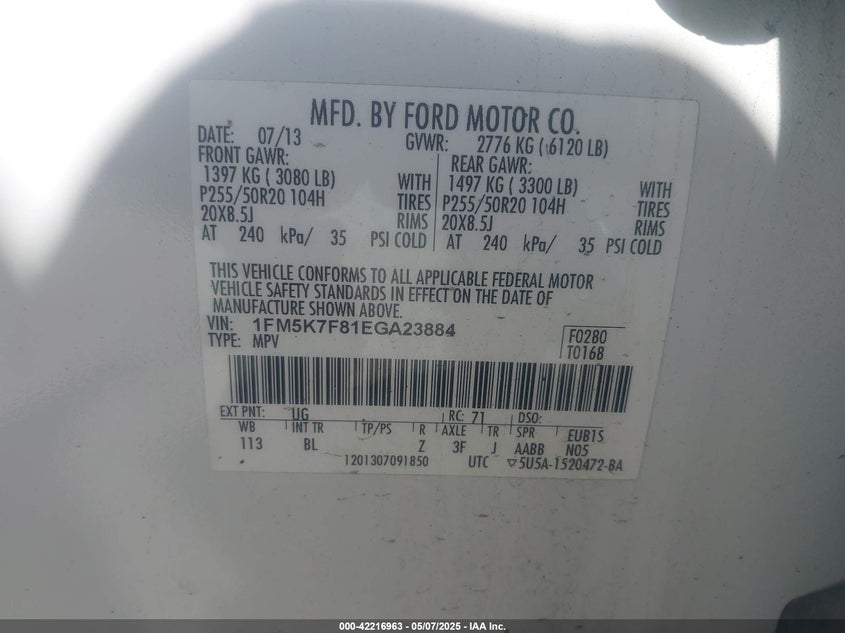 MFD. BY FORD MOTOR CO.
DATE: 07/13 GVWR: 2776 KG ( 6120 LB)
FRONT GAWR: REAR GAWR:
1397 KG ( 3080 LB) WITH 1497 KG ( 3300 LB) WITH
P255/50R20 104H TIRES P255/50R20 104H TIRES
20X8.5J RIMS 20X8.5J RIMS
AT 240 kPa/ 35 PSI COLD AT 240 kPa/ 35 PSI COLD
THIS VEHICLE CONFORMS TO ALL APPLICABLE FEDERAL MOTOR
VEHICLE SAFETY STANDARDS IN EFFECT ON THE DATE OF
MANUFACTURE SHOWN ABOVE.
VIN: 1FM5K7F81EGA23884
TYPE: MPV
F0280
T0168
EXT PNT: UG RC: 71 DSO:
WB INT TR TP/PS R AXLE TR SPR EUB1S
113 BL Z 3F J AABB N05
1201307091850 UTC ▽5U5A-1520472-BA
000-42216963 - 05/07/2025 - IAA Inc.